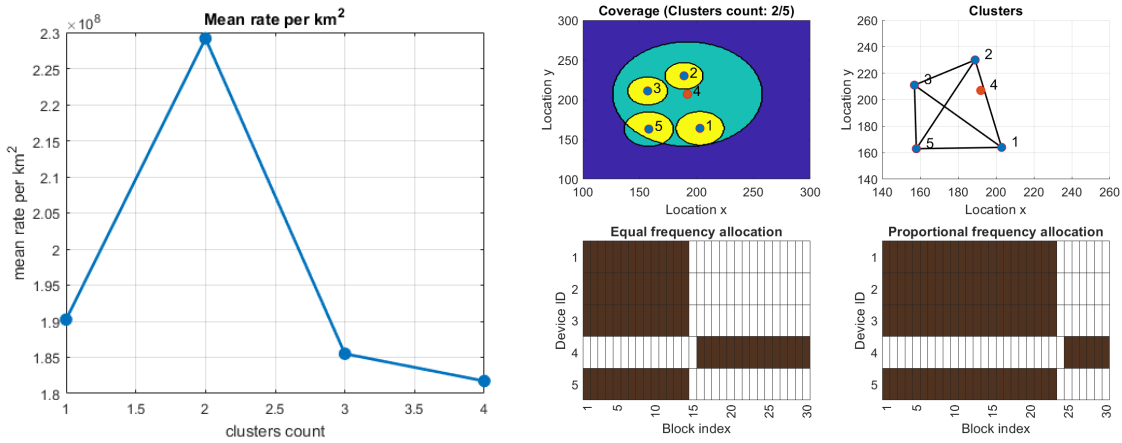 Mean rate per km²
×10⁸
2.3
2.25
2.2
2.15
2.1
2.05
2
1.95
1.9
1.85
1.8
1 1.5 2 2.5 3 3.5 4
mean rate per km²
clusters count
Coverage (Clusters count: 2/5)
300
250
200
150
100
100 150 200 250 300
Location y
Location x
2
3
4
5
1
Clusters
260
240
220
200
180
160
140
140 160 180 200 220 240 260
Location y
Location x
2
3
4
1
5
Equal frequency allocation
1
2
3
4
5
Device ID
1 5 10 15 20 25 30
Block index
Proportional frequency allocation
1
2
3
4
5
Device ID
1 5 10 15 20 25 30
Block index